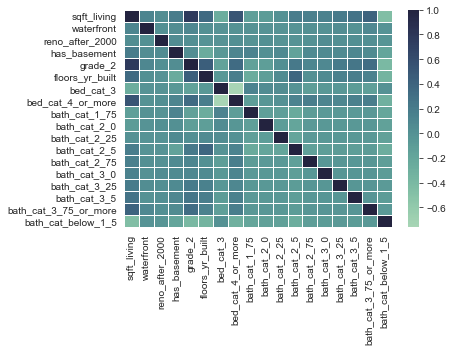 sqft_living
waterfront
reno_after_2000
has_basement
grade_2
floors_yr_built
bed_cat_3
bed_cat_4_or_more
bath_cat_1_75
bath_cat_2_0
bath_cat_2_25
bath_cat_2_5
bath_cat_2_75
bath_cat_3_0
bath_cat_3_25
bath_cat_3_5
bath_cat_3_75_or_more
bath_cat_below_1_5
sqft_living
waterfront
reno_after_2000
has_basement
grade_2
floors_yr_built
bed_cat_3
bed_cat_4_or_more
bath_cat_1_75
bath_cat_2_0
bath_cat_2_25
bath_cat_2_5
bath_cat_2_75
bath_cat_3_0
bath_cat_3_25
bath_cat_3_5
bath_cat_3_75_or_more
bath_cat_below_1_5
1.0
0.8
0.6
0.4
0.2
0.0
−0.2
−0.4
−0.6